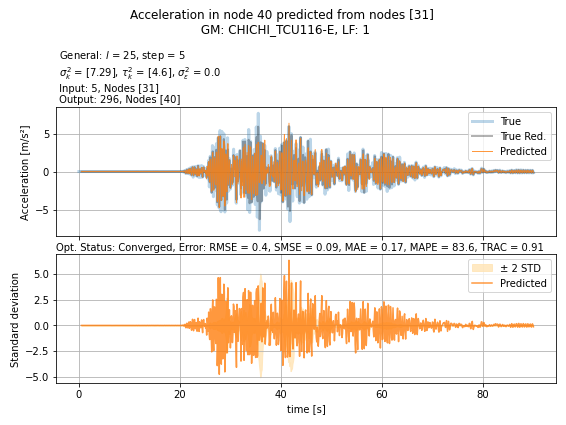 Acceleration in node 40 predicted from nodes [31]
GM: CHICHI_TCU116-E, LF: 1
General: l = 25, step = 5
σ²ₖ = [7.29], τ²ₖ = [4.6], σ²ε = 0.0
Input: 5, Nodes [31]
Output: 296, Nodes [40]
Acceleration [m/s²]
5
0
−5
True
True Red.
Predicted
Opt. Status: Converged, Error: RMSE = 0.4, SMSE = 0.09, MAE = 0.17, MAPE = 83.6, TRAC = 0.91
Standard deviation
5.0
2.5
0.0
−2.5
−5.0
± 2 STD
Predicted
0 20 40 60 80
time [s]